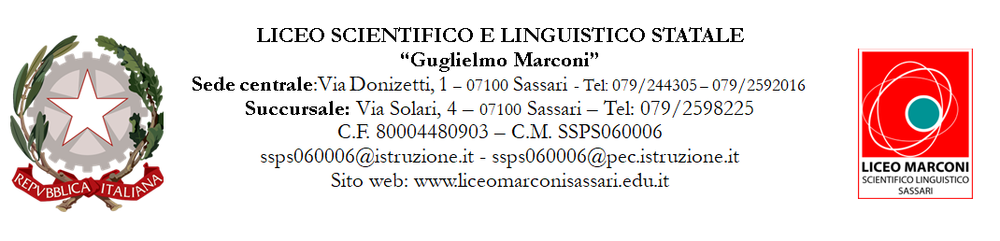 LICEO SCIENTIFICO E LINGUISTICO STATALE
“Guglielmo Marconi”
Sede centrale:Via Donizetti, 1 – 07100 Sassari - Tel: 079/244305 – 079/2592016
Succursale: Via Solari, 4 – 07100 Sassari – Tel: 079/2598225
C.F. 80004480903 – C.M. SSPS060006
ssps060006@istruzione.it - ssps060006@pec.istruzione.it
Sito web: www.liceomarconisassari.edu.it
REPVBBLICA ITALIANA
LICEO MARCONI
SCIENTIFICO LINGUISTICO
SASSARI